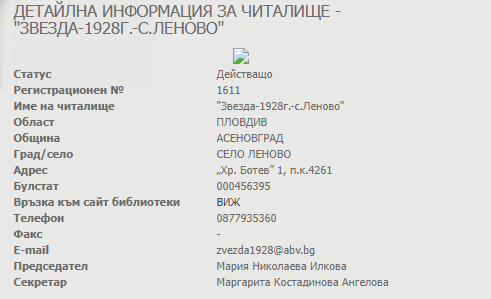 ДЕТАЙЛНА ИНФОРМАЦИЯ ЗА ЧИТАЛИЩЕ -
"ЗВЕЗДА-1928Г.-С.ЛЕНОВО"
Статус Действащо
Регистрационен № 1611
Име на читалище "Звезда-1928г.-с.Леново"
Област ПЛОВДИВ
Община АСЕНОВГРАД
Град/село СЕЛО ЛЕНОВО
Адрес „Хр. Ботев” 1, п.к.4261
Булстат 000456395
Връзка към сайт библиотеки ВИЖ
Телефон 0877935360
Факс -
E-mail zvezda1928@abv.bg
Председател Мария Николаева Илкова
Секретар Маргарита Костадинова Ангелова